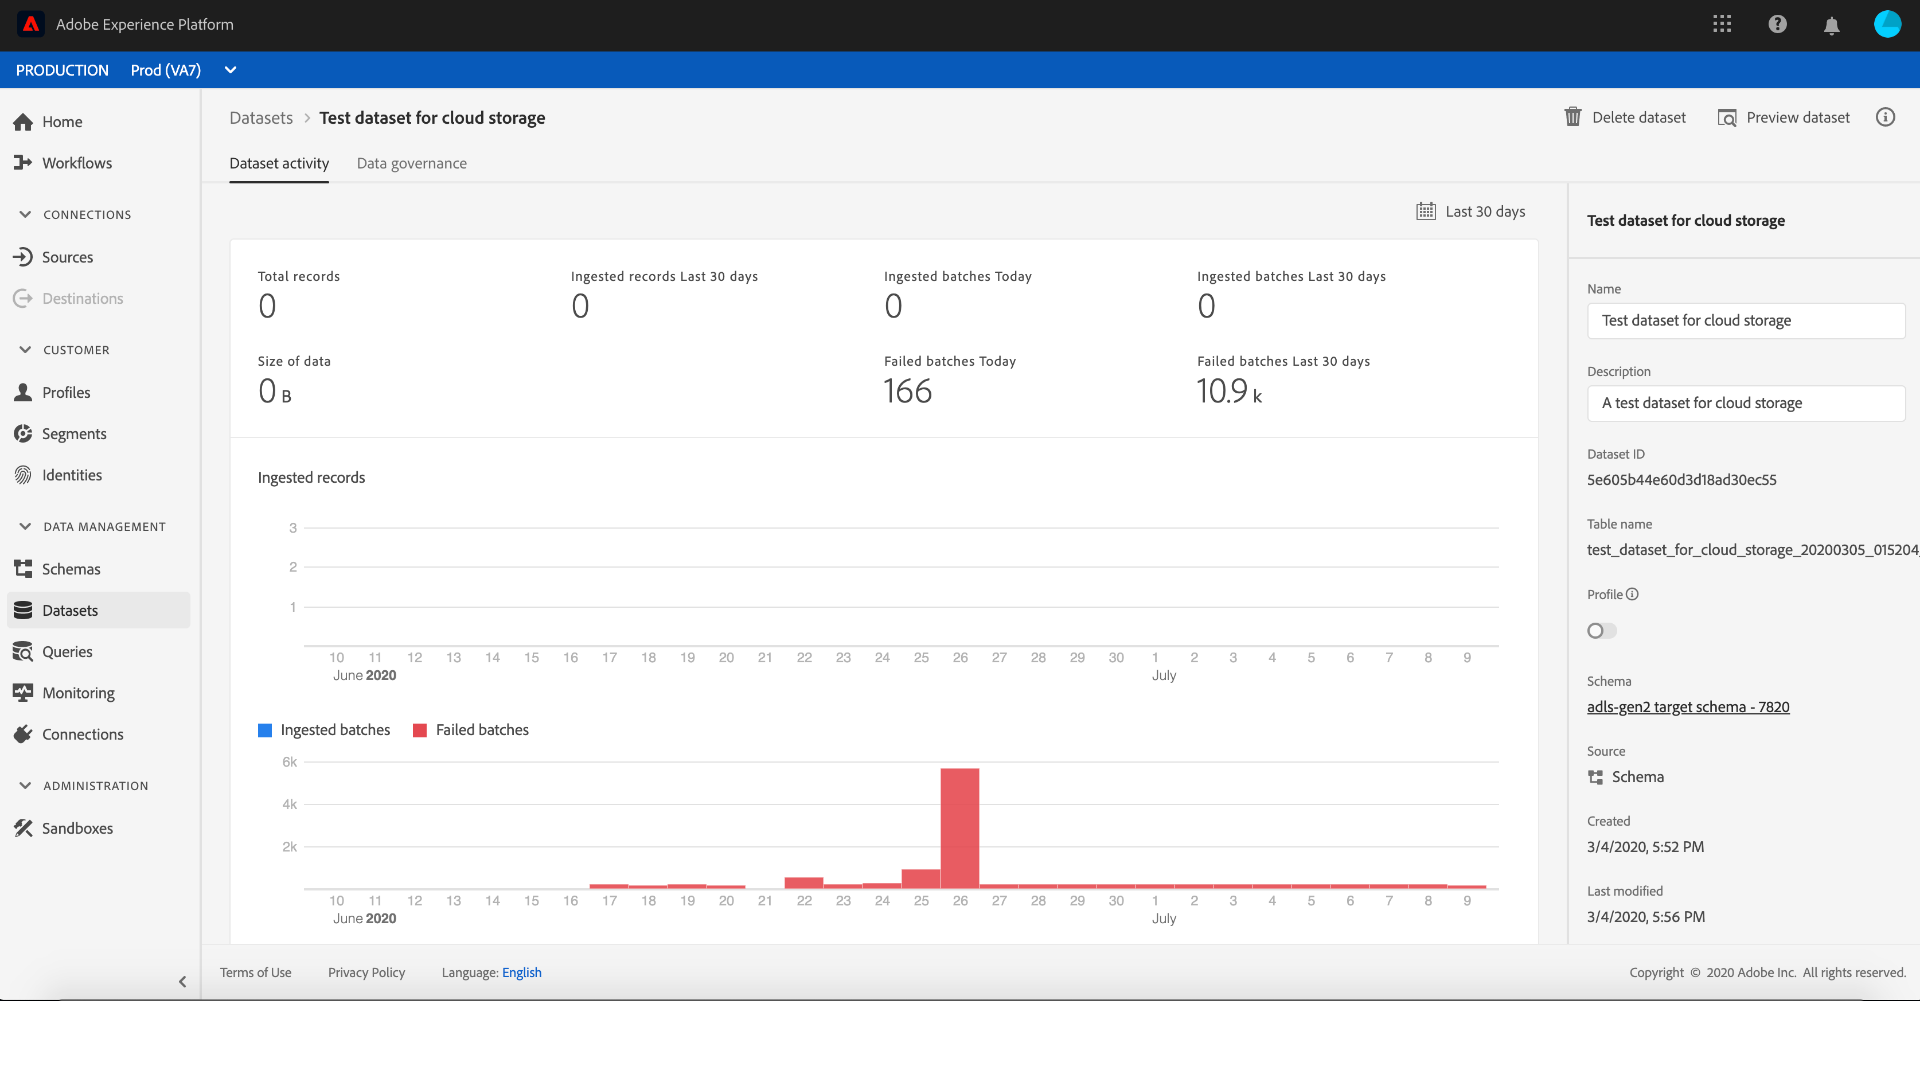 Adobe Experience Platform
PRODUCTION Prod (VA7)
Home
Workflows
CONNECTIONS
Sources
Destinations
CUSTOMER
Profiles
Segments
Identities
DATA MANAGEMENT
Schemas
Datasets
Queries
Monitoring
Connections
ADMINISTRATION
Sandboxes
Datasets > Test dataset for cloud storage
Delete dataset Preview dataset
Dataset activity Data governance
Last 30 days
Total records Ingested records Last 30 days Ingested batches Today Ingested batches Last 30 days
0 0 0 0
Size of data Failed batches Today Failed batches Last 30 days
0 B 166 10.9 k
Ingested records
3
2
1
10 11 12 13 14 15 16 17 18 19 20 21 22 23 24 25 26 27 28 29 30 1 2 3 4 5 6 7 8 9
June 2020 July
Ingested batches Failed batches
6k
4k
2k
10 11 12 13 14 15 16 17 18 19 20 21 22 23 24 25 26 27 28 29 30 1 2 3 4 5 6 7 8 9
June 2020 July
Test dataset for cloud storage
Name
Test dataset for cloud storage
Description
A test dataset for cloud storage
Dataset ID
5e605b44e60d3d18ad30ec55
Table name
test_dataset_for_cloud_storage_20200305_015204_
Profile
Schema
adls-gen2 target schema - 7820
Source
Schema
Created
3/4/2020, 5:52 PM
Last modified
3/4/2020, 5:56 PM
Terms of Use Privacy Policy Language: English
Copyright © 2020 Adobe Inc. All rights reserved.